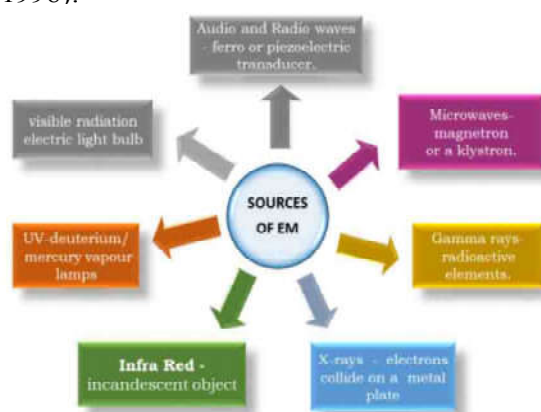 1998).
Audio and Radio waves
- ferro or piezoelectric
transducer.
visible radiation
electric light bulb
Microwaves-
magnetron
or a klystron.
SOURCES
OF EM
UV-deuterium/
mercury vapour
lamps
Gamma rays-
radioactive
elements.
Infra Red -
incandescent object
X-rays - electrons
collide on a metal
plate